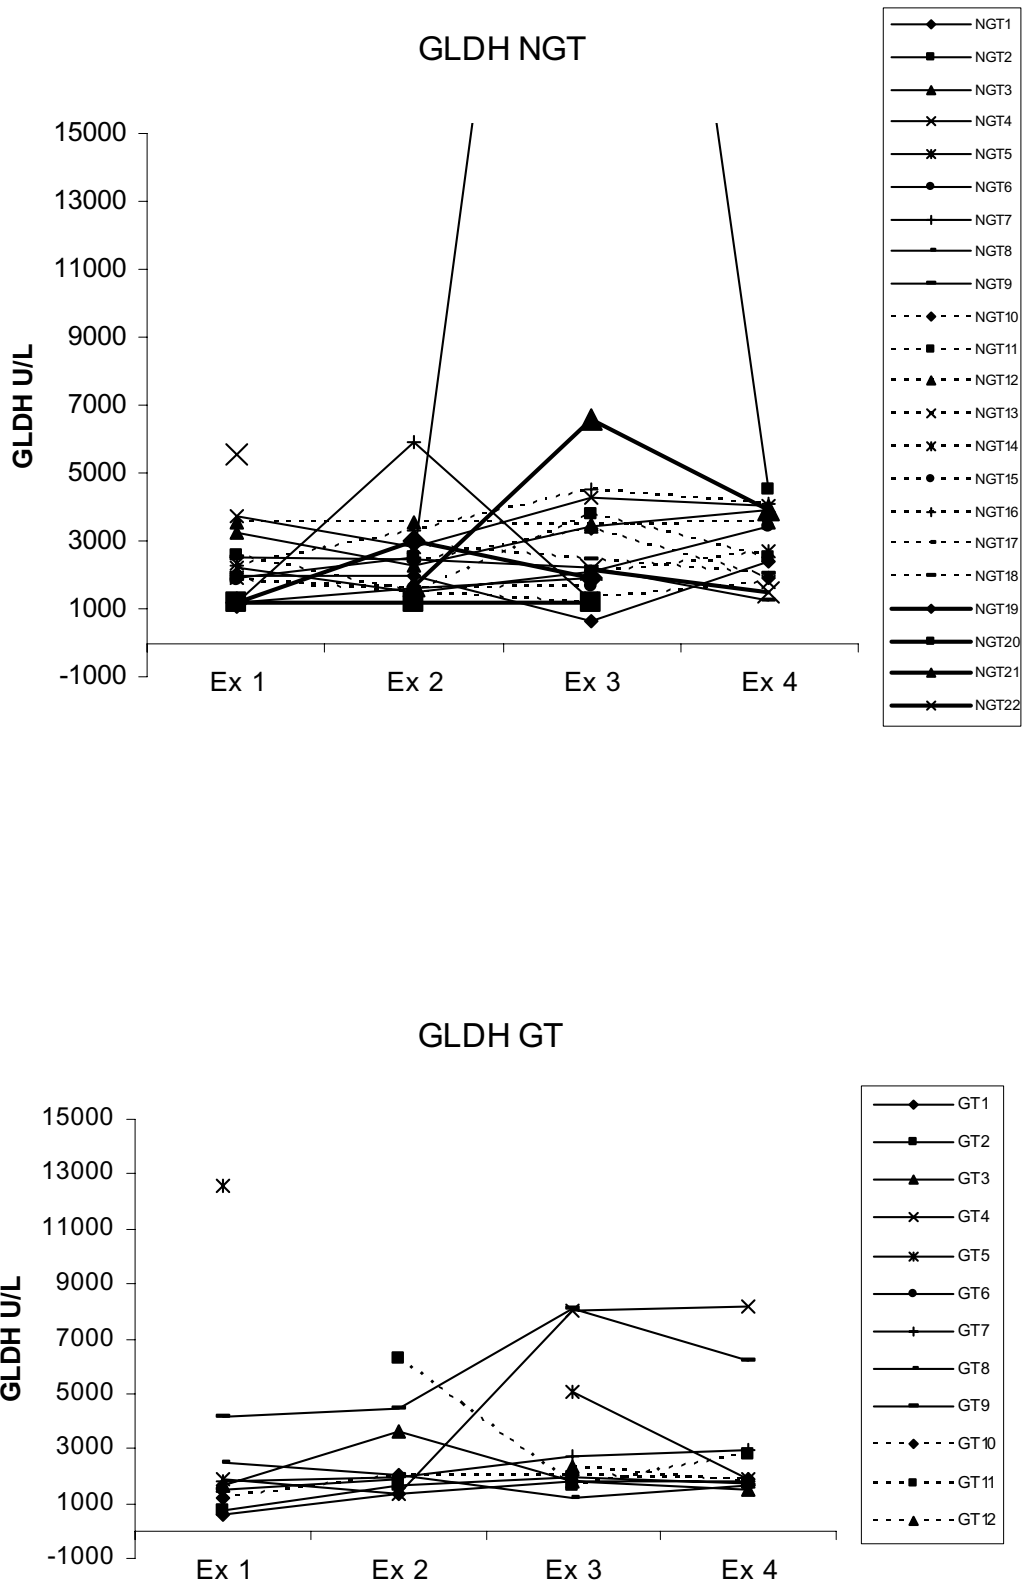 GLDH NGT
15000
13000
11000
9000
7000
5000
3000
1000
-1000
GLDH U/L
Ex 1 Ex 2 Ex 3 Ex 4
NGT1
NGT2
NGT3
NGT4
NGT5
NGT6
NGT7
NGT8
NGT9
NGT10
NGT11
NGT12
NGT13
NGT14
NGT15
NGT16
NGT17
NGT18
NGT19
NGT20
NGT21
NGT22
GLDH GT
15000
13000
11000
9000
7000
5000
3000
1000
-1000
GLDH U/L
Ex 1 Ex 2 Ex 3 Ex 4
GT1
GT2
GT3
GT4
GT5
GT6
GT7
GT8
GT9
GT10
GT11
GT12